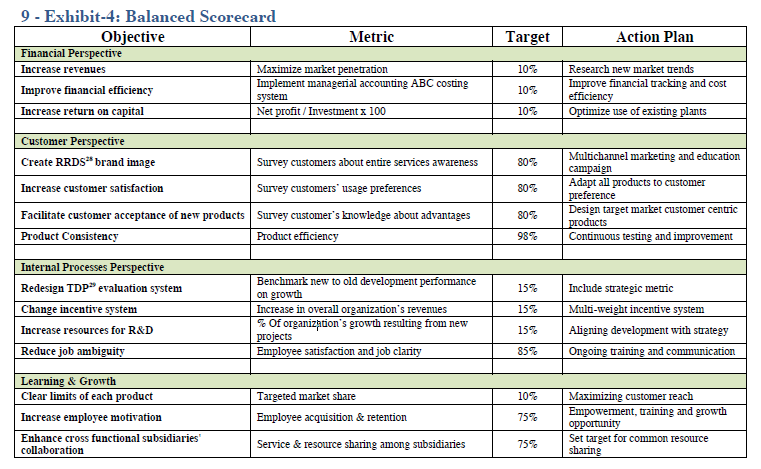 9 - Exhibit-4: Balanced Scorecard
Objective Metric Target Action Plan
Financial Perspective
Increase revenues Maximize market penetration 10% Research new market trends
Improve financial efficiency Implement managerial accounting ABC costing system 10% Improve financial tracking and cost efficiency
Increase return on capital Net profit / Investment x 100 10% Optimize use of existing plants
Customer Perspective
Create RRDS28 brand image Survey customers about entire services awareness 80% Multichannel marketing and education campaign
Increase customer satisfaction Survey customers' usage preferences 80% Adapt all products to customer preference
Facilitate customer acceptance of new products Survey customer's knowledge about advantages 80% Design target market customer centric products
Product Consistency Product efficiency 98% Continuous testing and improvement
Internal Processes Perspective
Redesign TDP29 evaluation system Benchmark new to old development performance on growth 15% Include strategic metric
Change incentive system Increase in overall organization's revenues 15% Multi-weight incentive system
Increase resources for R&D % Of organization's growth resulting from new projects 15% Aligning development with strategy
Reduce job ambiguity Employee satisfaction and job clarity 85% Ongoing training and communication
Learning & Growth
Clear limits of each product Targeted market share 10% Maximizing customer reach
Increase employee motivation Employee acquisition & retention 75% Empowerment, training and growth opportunity
Enhance cross functional subsidiaries' collaboration Service & resource sharing among subsidiaries 75% Set target for common resource sharing